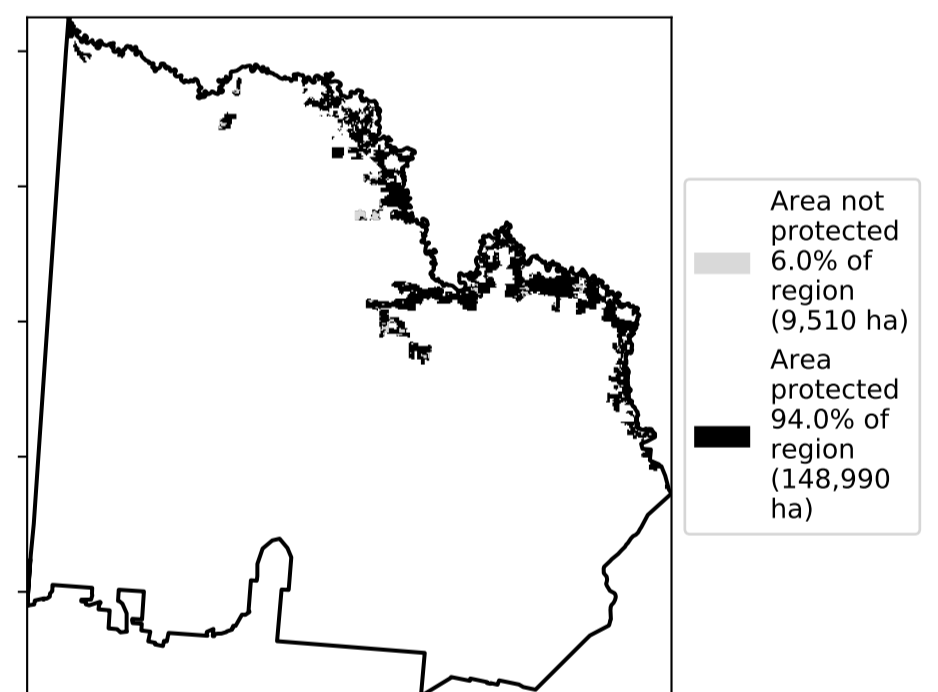 Area not
protected
6.0% of
region
(9,510 ha)
Area
protected
94.0% of
region
(148,990
ha)